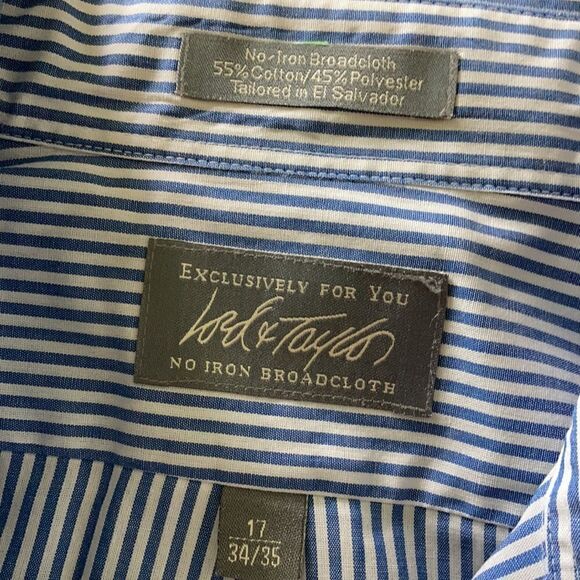 No-Iron Broadcloth
55% Cotton/45% Polyester
Tailored in El Salvador
EXCLUSIVELY FOR YOU
Lord & Taylor
NO IRON BROADCLOTH
17
34/35